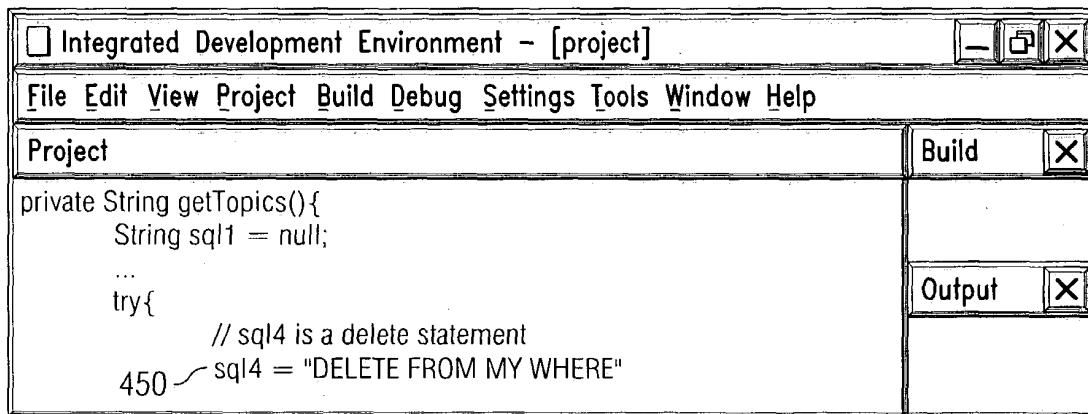 Integrated Development Environment – [project]
File Edit View Project Build Debug Settings Tools Window Help
Project
Build
private String getTopics(){
String sql1 = null;
...
try{
Output
// sql4 is a delete statement
450 sql4 = "DELETE FROM MY WHERE"